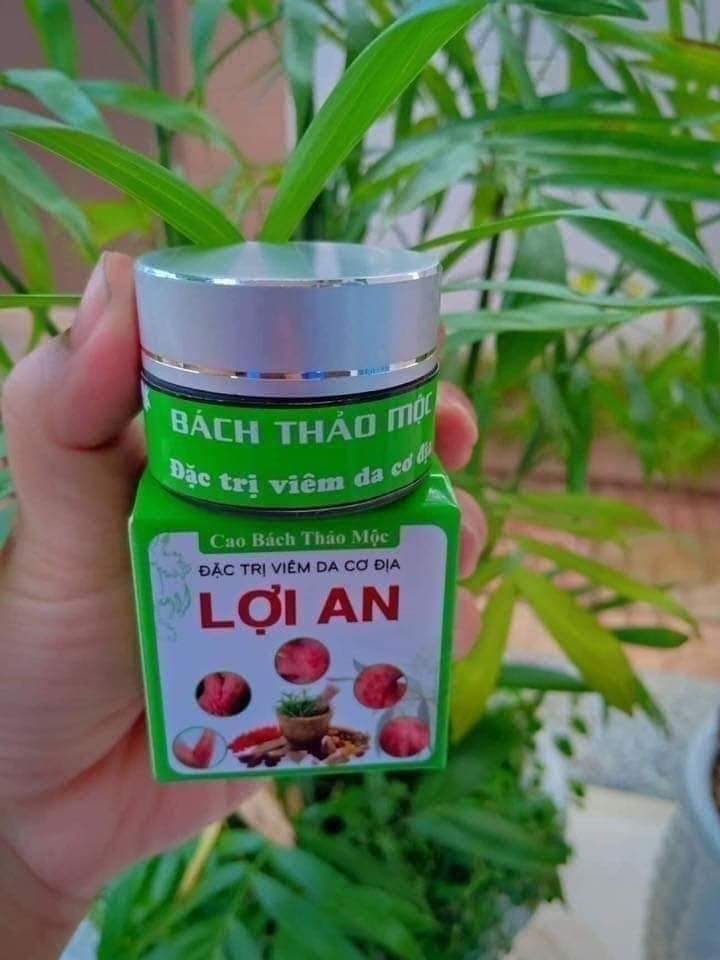 BÁCH THẢO MỘC
Đặc trị viêm da cơ địa
Cao Bách Thảo Mộc
ĐẶC TRỊ VIÊM DA CƠ ĐỊA
LỢI AN